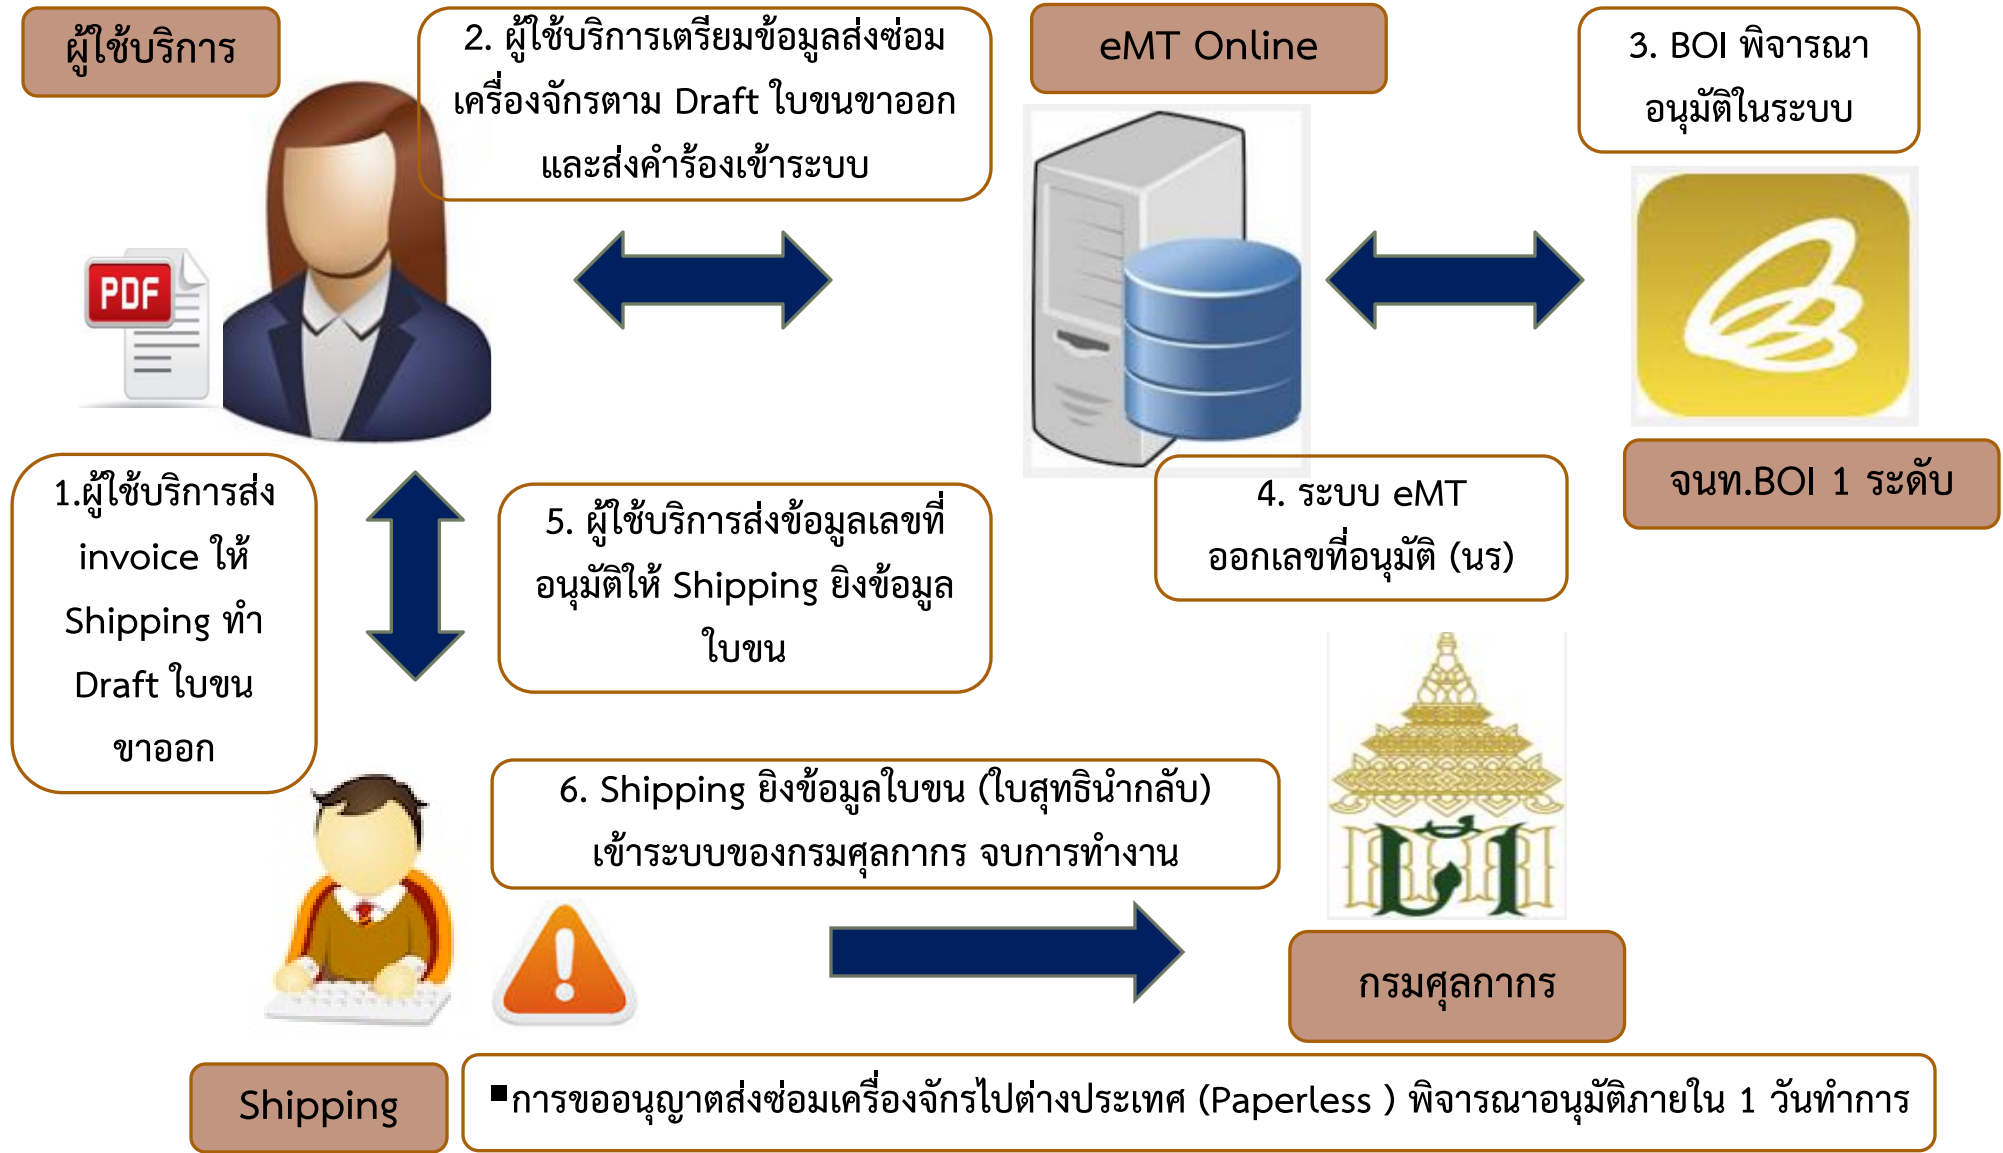 ผู้ใช้บริการ
2. ผู้ใช้บริการเตรียมข้อมูลส่งซ่อม
เครื่องจักรตาม Draft ใบขนขาออก
และส่งคำร้องเข้าระบบ
eMT Online
3. BOI พิจารณา
อนุมัติในระบบ
PDF
1.ผู้ใช้บริการส่ง
invoice ให้
Shipping ทำ
Draft ใบขน
ขาออก
5. ผู้ใช้บริการส่งข้อมูลเลขที่
อนุมัติให้ Shipping ยิงข้อมูล
ใบขน
4. ระบบ eMT
ออกเลขที่อนุมัติ (นร)
จนท.BOI 1 ระดับ
6. Shipping ยิงข้อมูลใบขน (ใบสุทธินำกลับ)
เข้าระบบของกรมศุลกากร จบการทำงาน
กรมศุลกากร
Shipping
▪การขออนุญาตส่งซ่อมเครื่องจักรไปต่างประเทศ (Paperless ) พิจารณาอนุมัติภายใน 1 วันทำการ